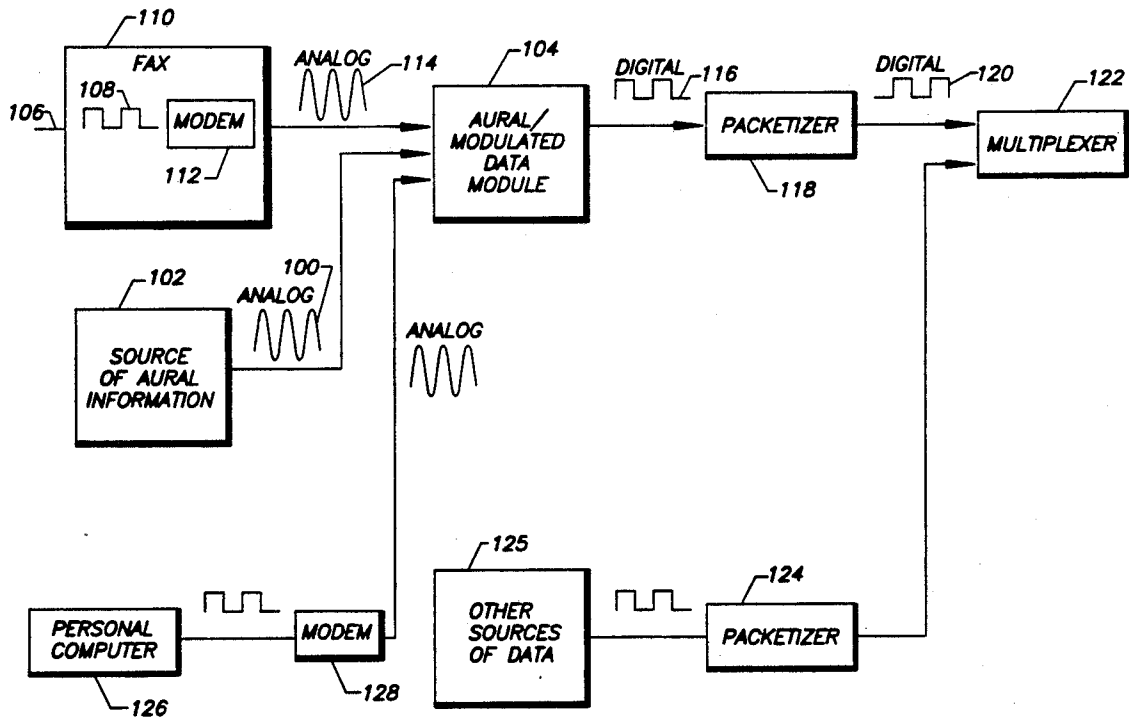 110
FAX
106
108
MODEM
112
ANALOG
114
104
AURAL/
MODULATED
DATA
MODULE
DIGITAL
116
PACKETIZER
118
DIGITAL
120
122
MULTIPLEXER
102
SOURCE
OF AURAL
INFORMATION
ANALOG
100
ANALOG
PERSONAL
COMPUTER
126
MODEM
128
125
OTHER
SOURCES
OF DATA
124
PACKETIZER